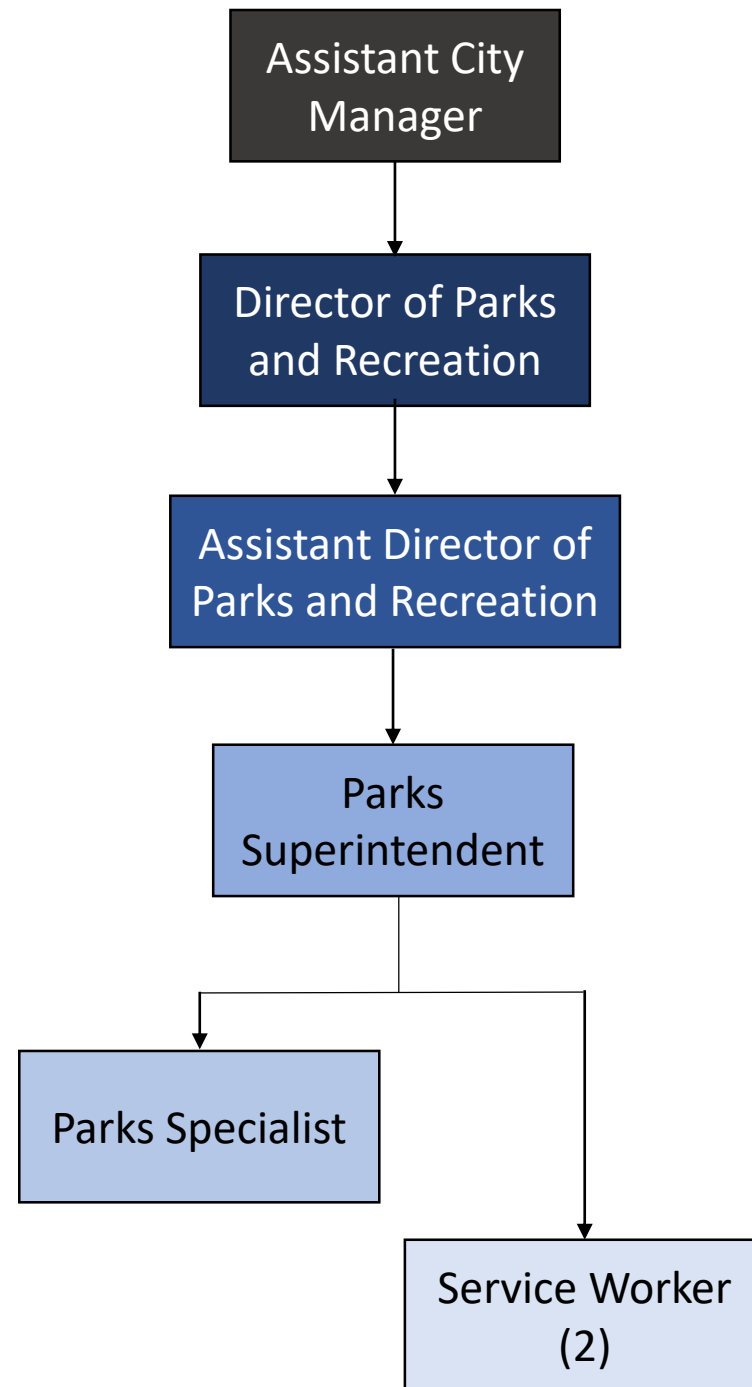 Assistant City
Manager
Director of Parks
and Recreation
Assistant Director of
Parks and Recreation
Parks
Superintendent
Parks Specialist
Service Worker
(2)